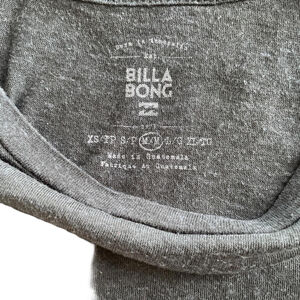 BILLA
BONG
XS/TP S/P M/M L/G XL/TG
Made in Guatemala
Fabriqué Au Guatemala